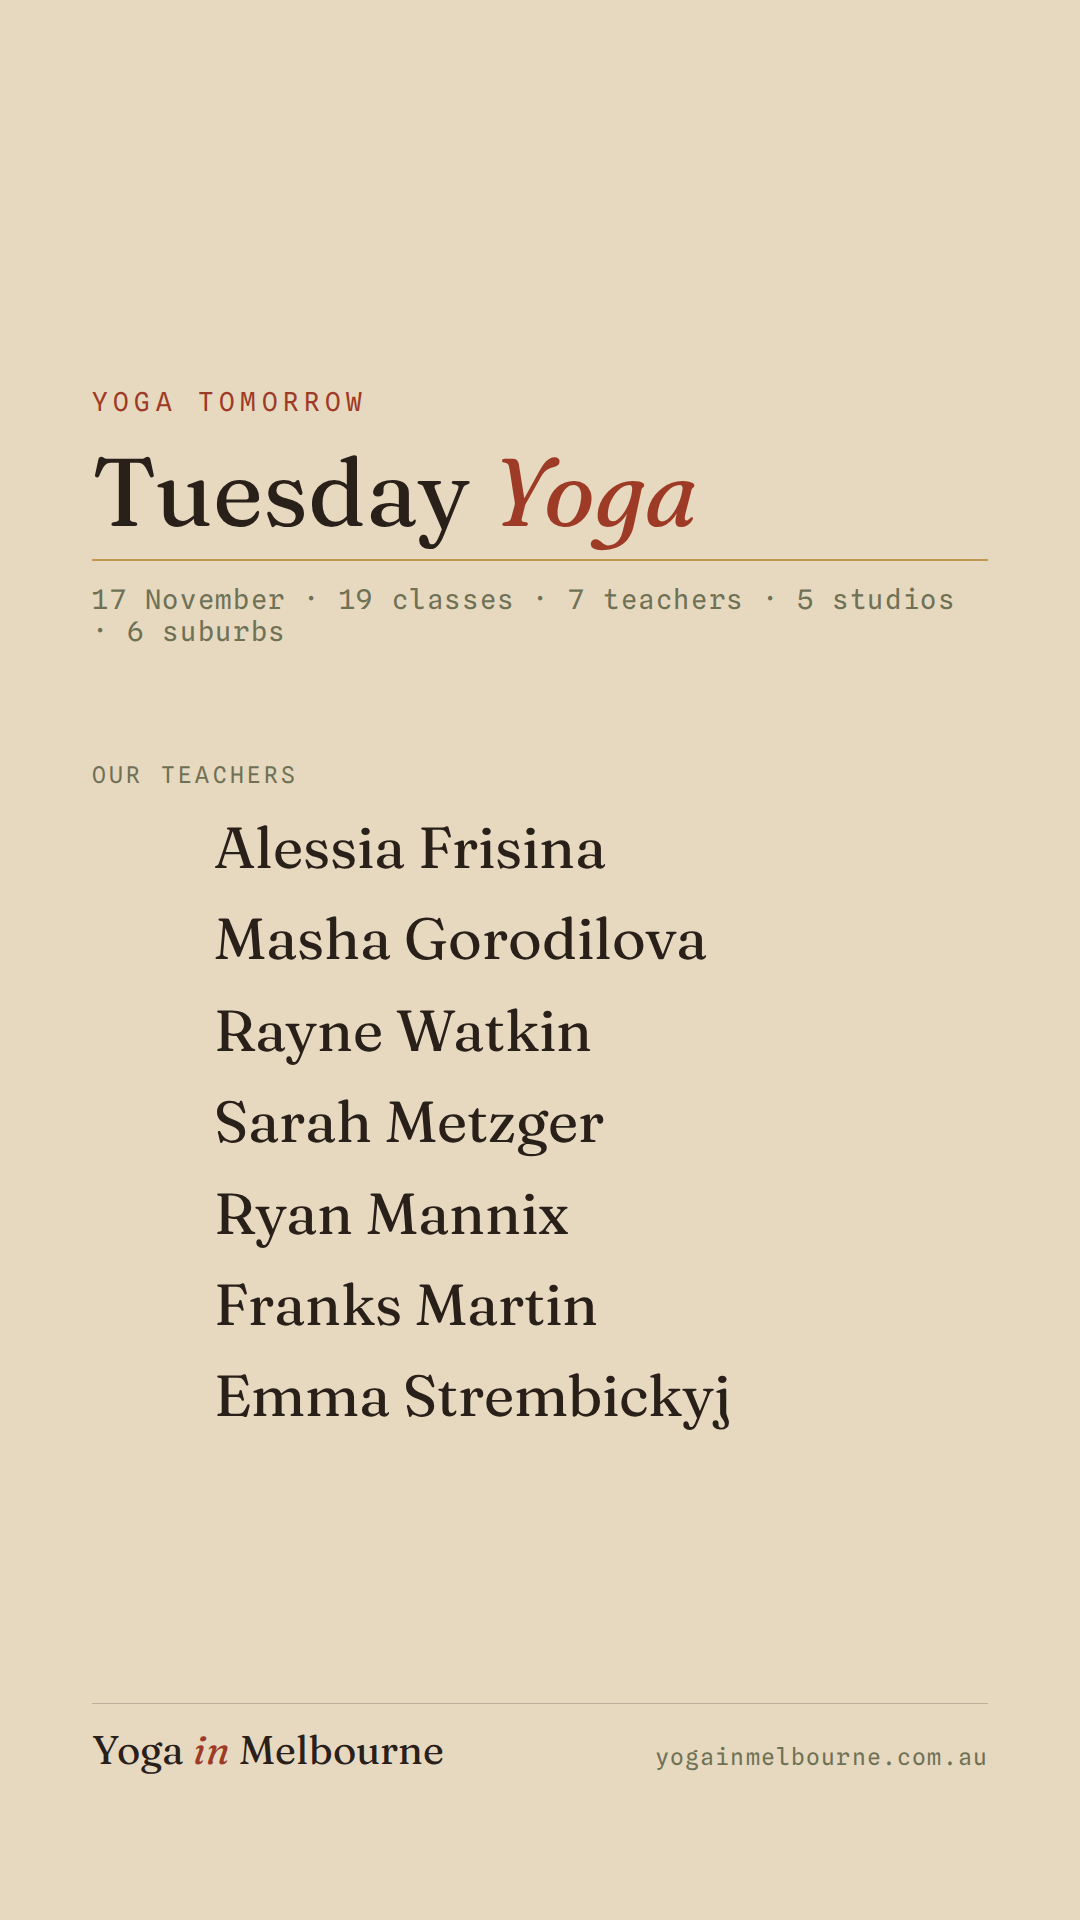 YOGA TOMORROW
Tuesday Yoga
17 November · 19 classes · 7 teachers · 5 studios
· 6 suburbs
OUR TEACHERS
Alessia Frisina
Masha Gorodilova
Rayne Watkin
Sarah Metzger
Ryan Mannix
Franks Martin
Emma Strembickyj
Yoga in Melbourne
yogainmelbourne.com.au